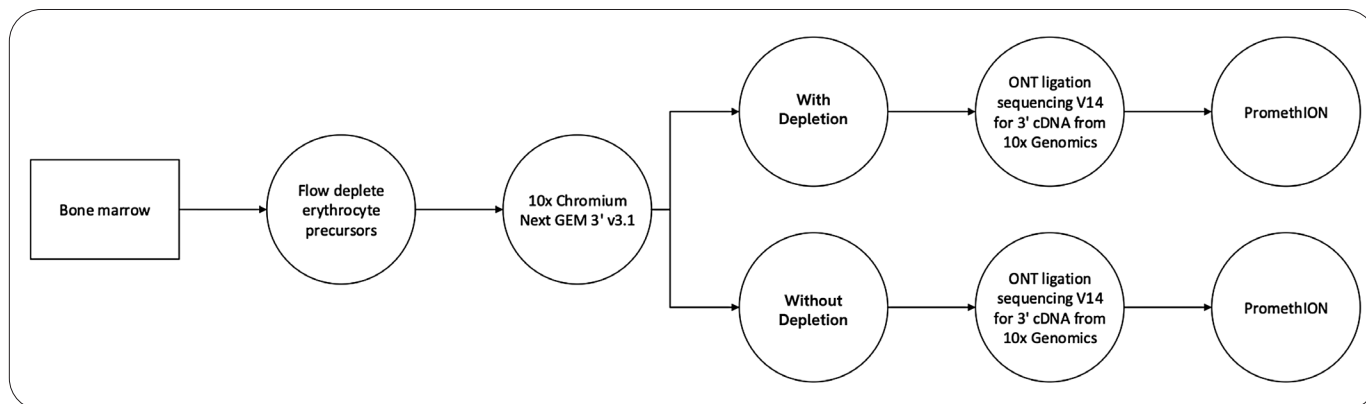 Bone marrow
Flow deplete
erythrocyte
precursors
10x Chromium
Next GEM 3' v3.1
With
Depletion
ONT ligation
sequencing V14
for 3' cDNA from
10x Genomics
PromethION
Without
Depletion
ONT ligation
sequencing V14
for 3' cDNA from
10x Genomics
PromethION